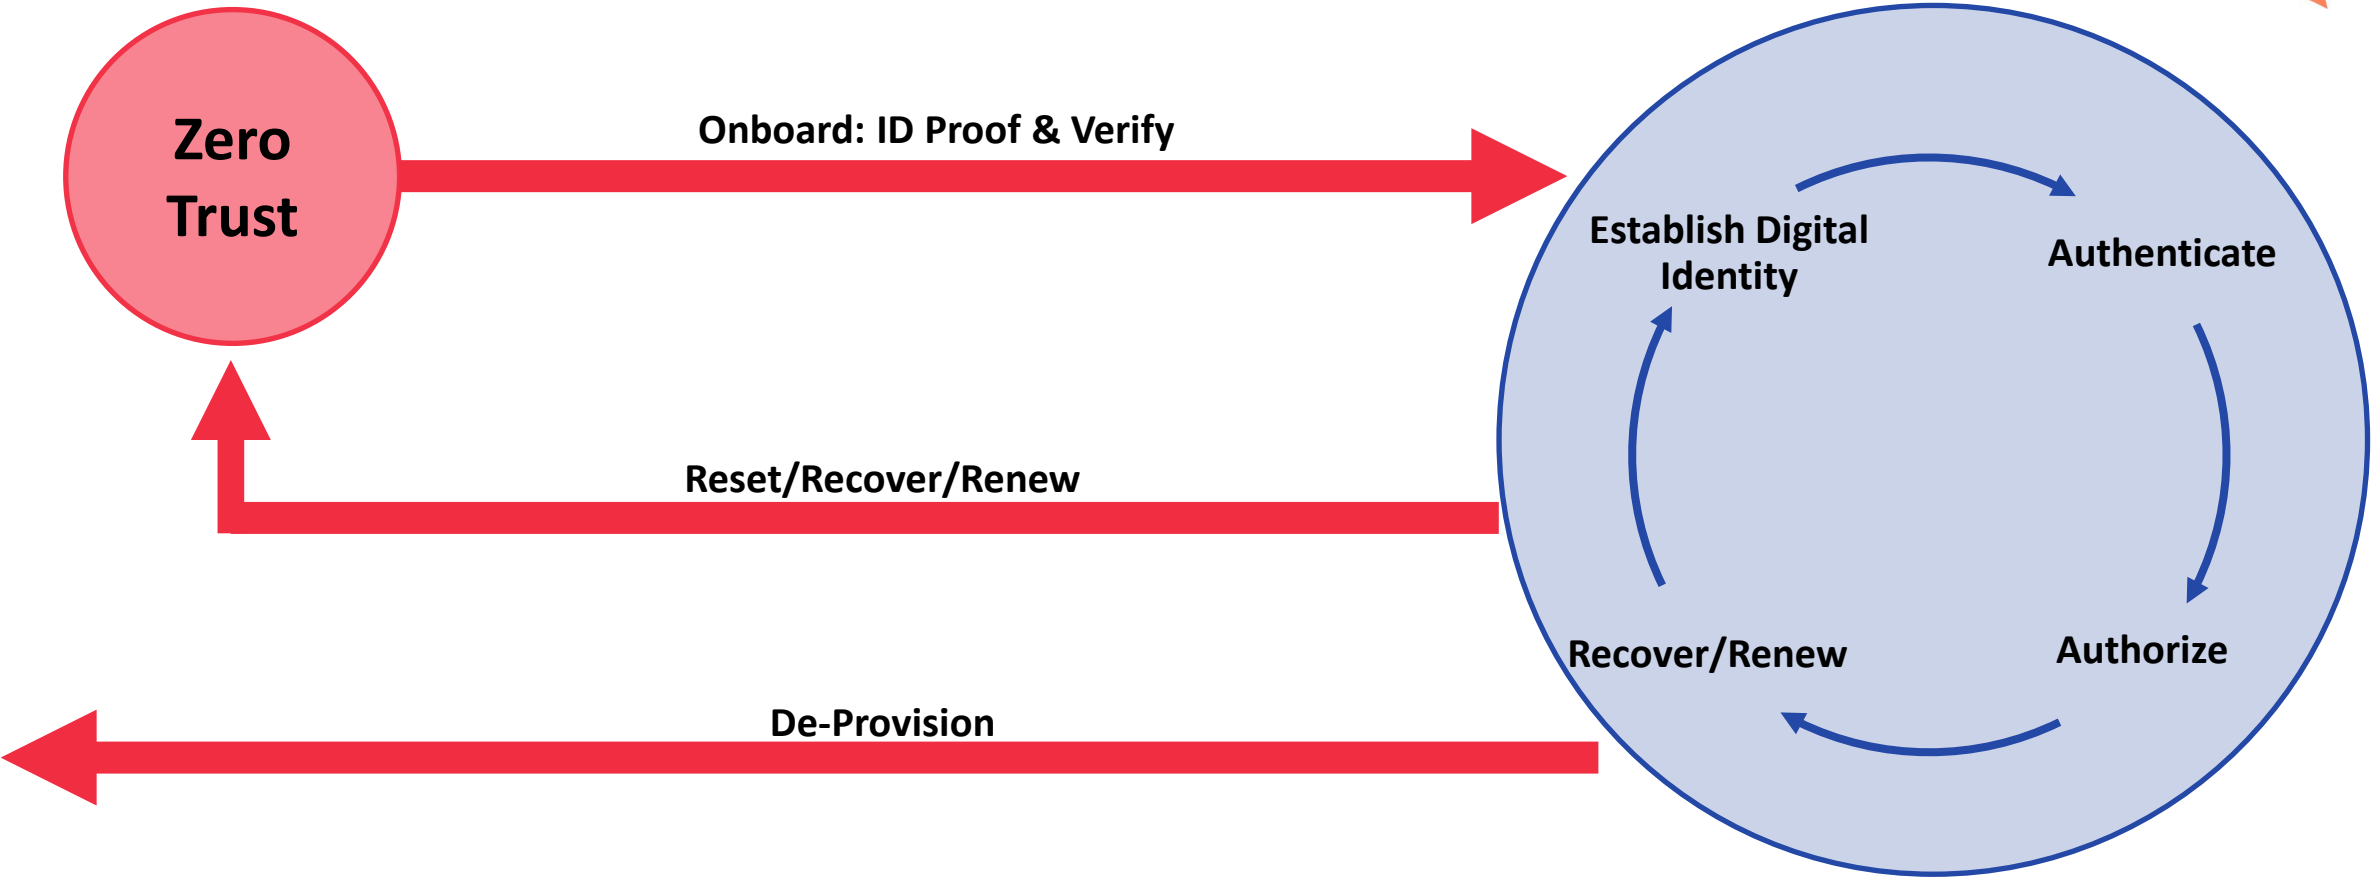 Zero
Trust
Onboard: ID Proof & Verify
Establish Digital
Identity
Authenticate
Reset/Recover/Renew
Recover/Renew
Authorize
De-Provision